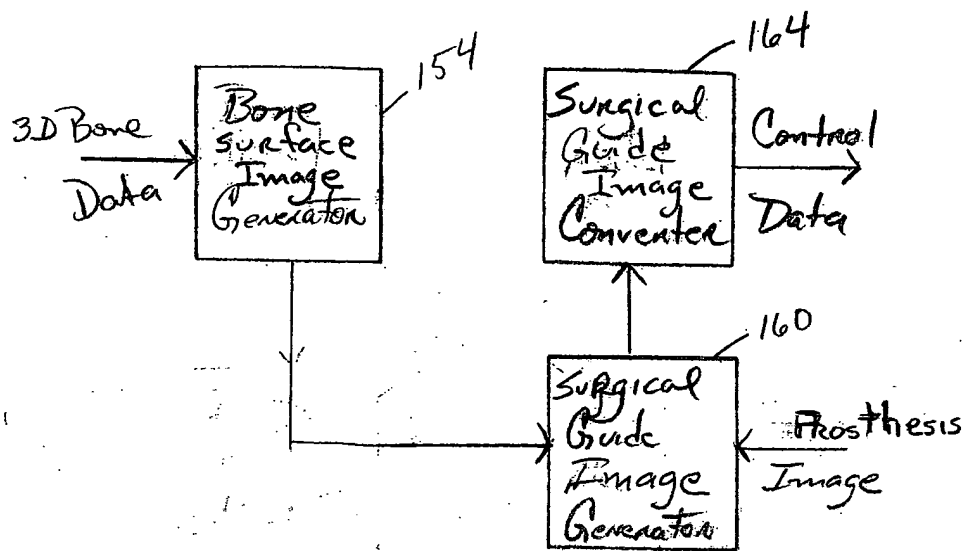 3D Bone
Data
154
Bone
Surface
Image
Generator
164
Surgical
Guide
Image
Converter
Control
Data
160
Surgical
Guide
Image
Generator
Prosthesis
Image